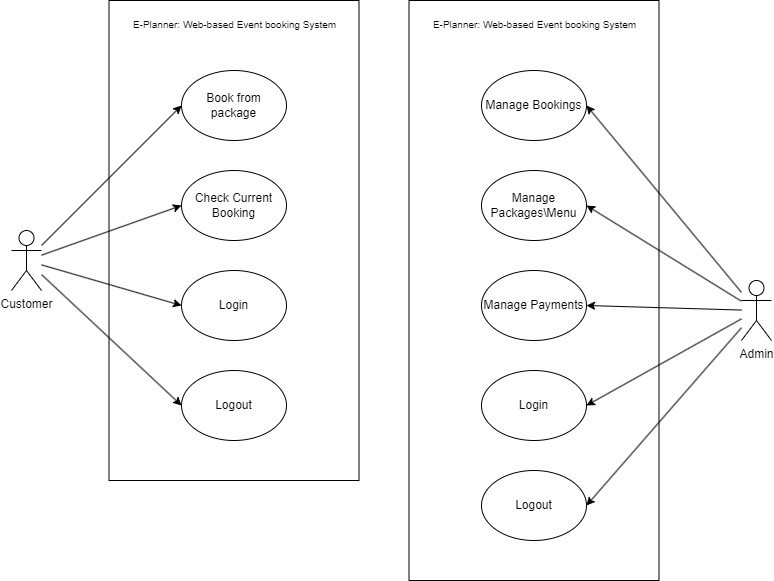 E-Planner: Web-based Event booking System
Book from
package
Check Current
Booking
Login
Logout
Customer
E-Planner: Web-based Event booking System
Manage Bookings
Manage
Packages\Menu
Manage Payments
Login
Logout
Admin